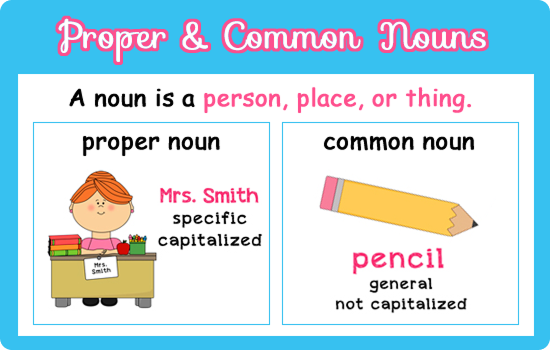 Proper & Common Nouns
A noun is a person, place, or thing.
proper noun
Mrs. Smith
specific
capitalized
Mrs.
Smith
common noun
pencil
general
not capitalized